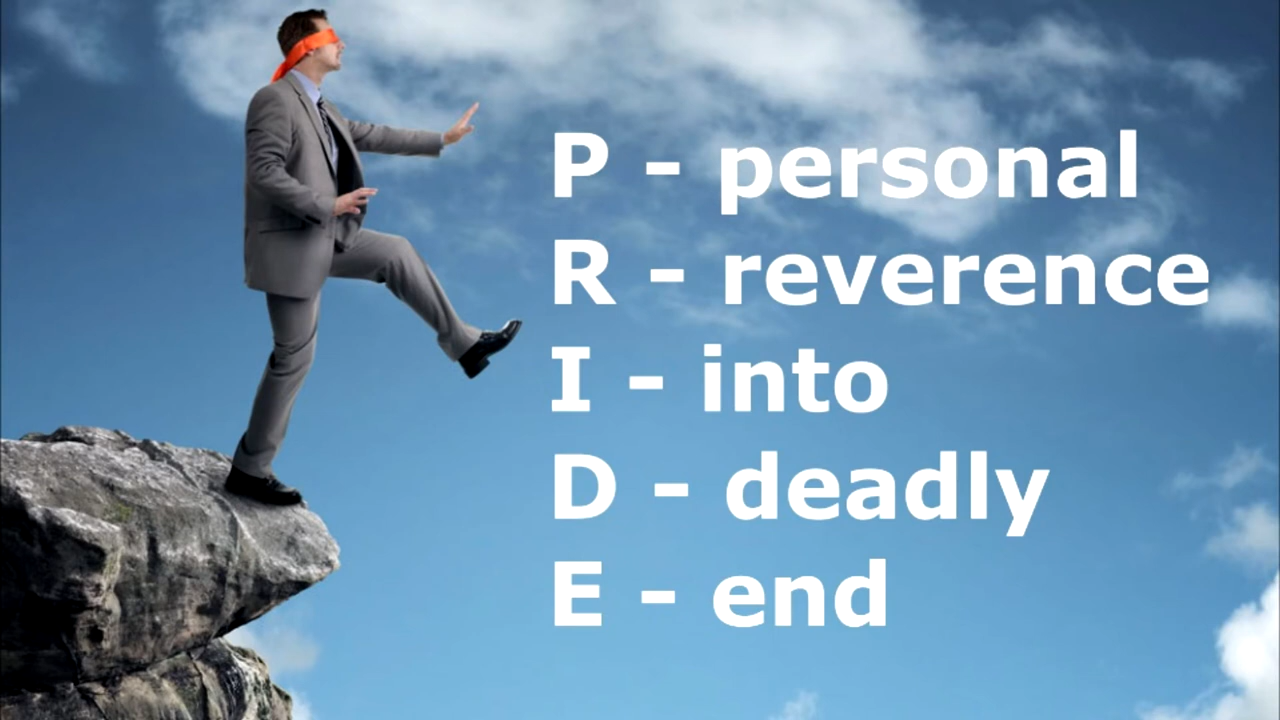 P - personal
R - reverence
I - into
D - deadly
E - end